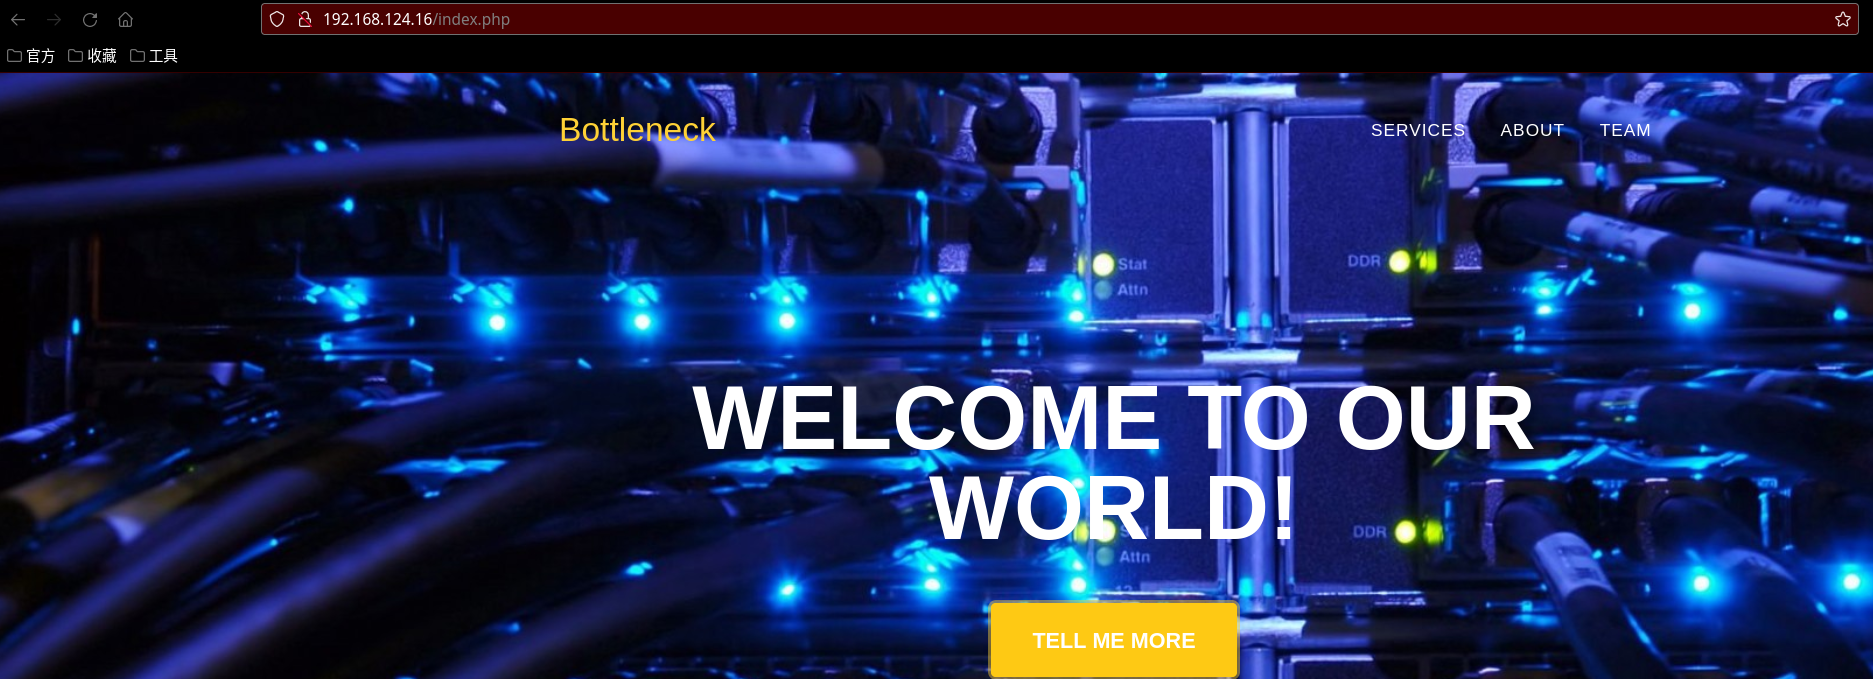 192.168.124.16/index.php
官方 收藏 工具
Bottleneck SERVICES ABOUT TEAM
Stat DDR
Attn
WELCOME TO OUR
WORLD!
DDR
Attn
TELL ME MORE